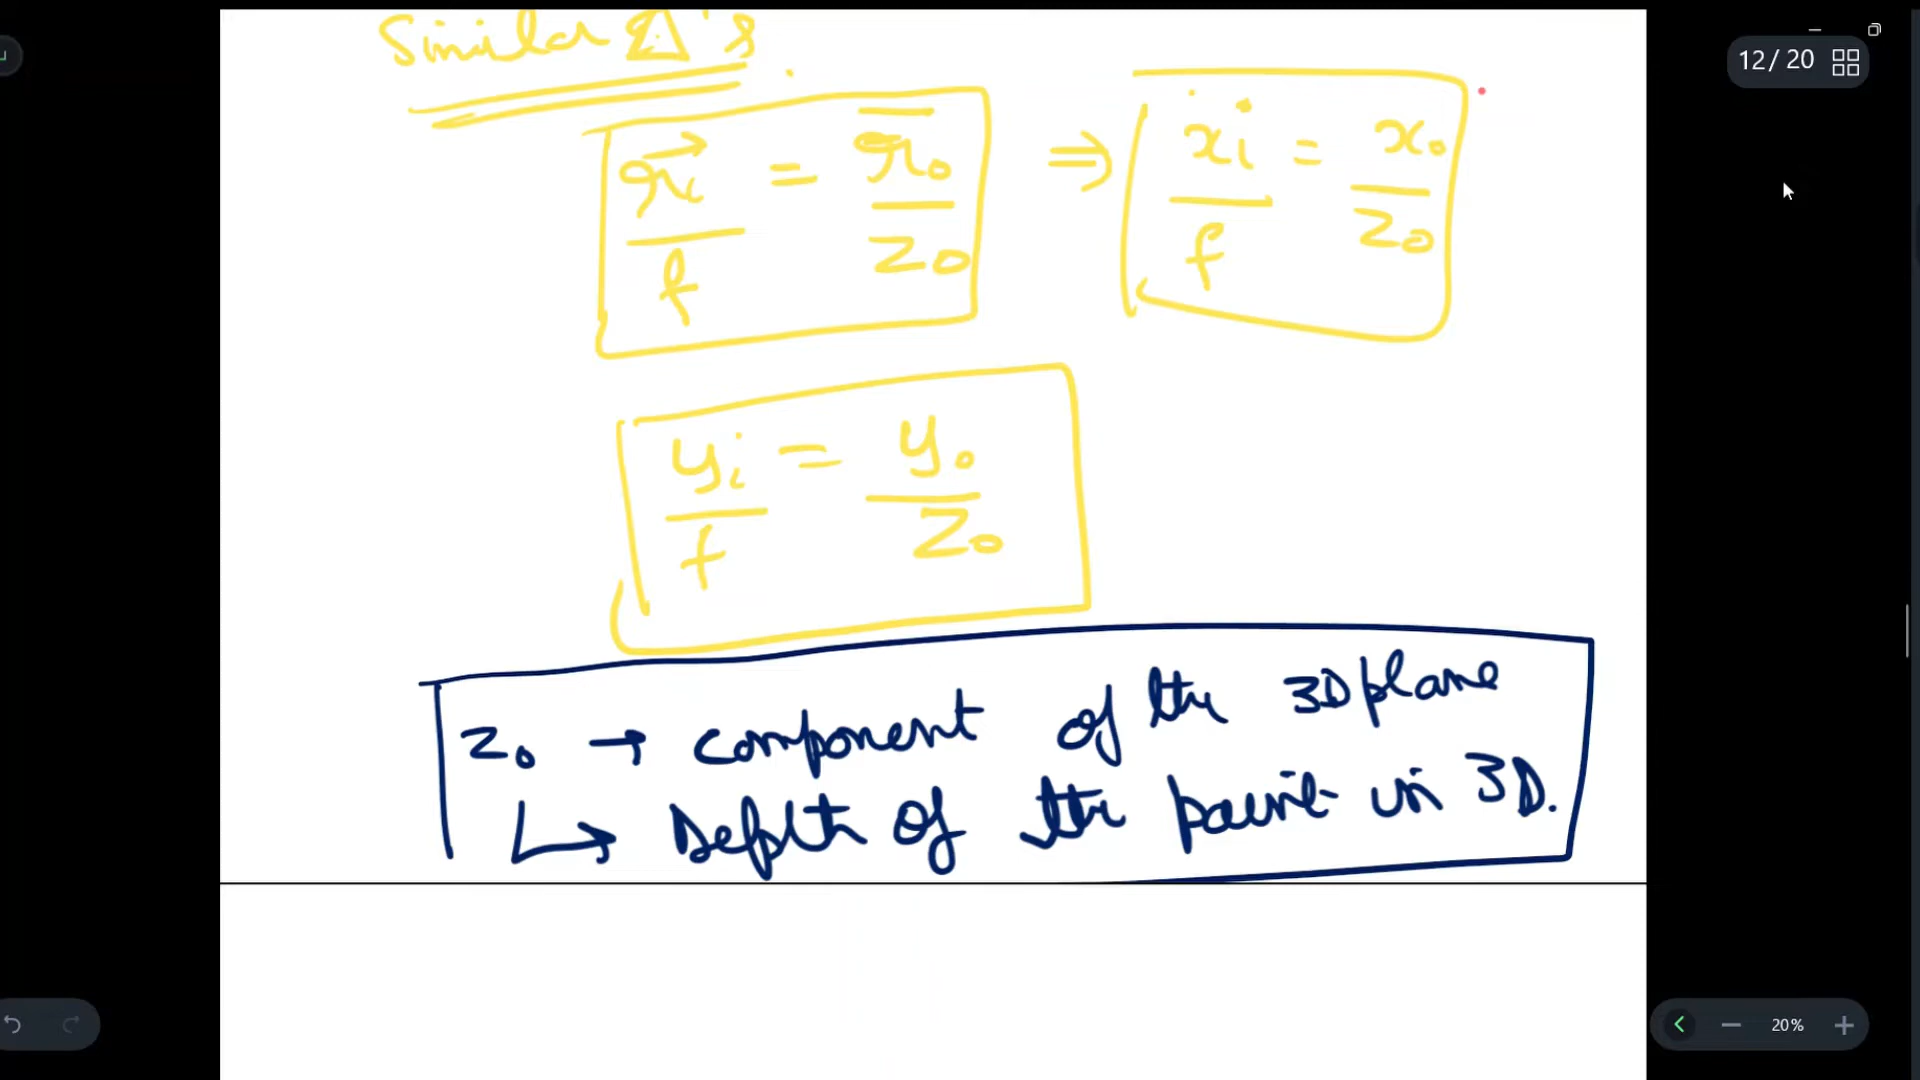 Similar Δ's
12/ 20
r⃗i / f = r̄o / zo ⇒ xi / f = xo / zo
yi / f = yo / zo
zo → component of the 3D plane
↳ Depth of the point in 3D.
20%